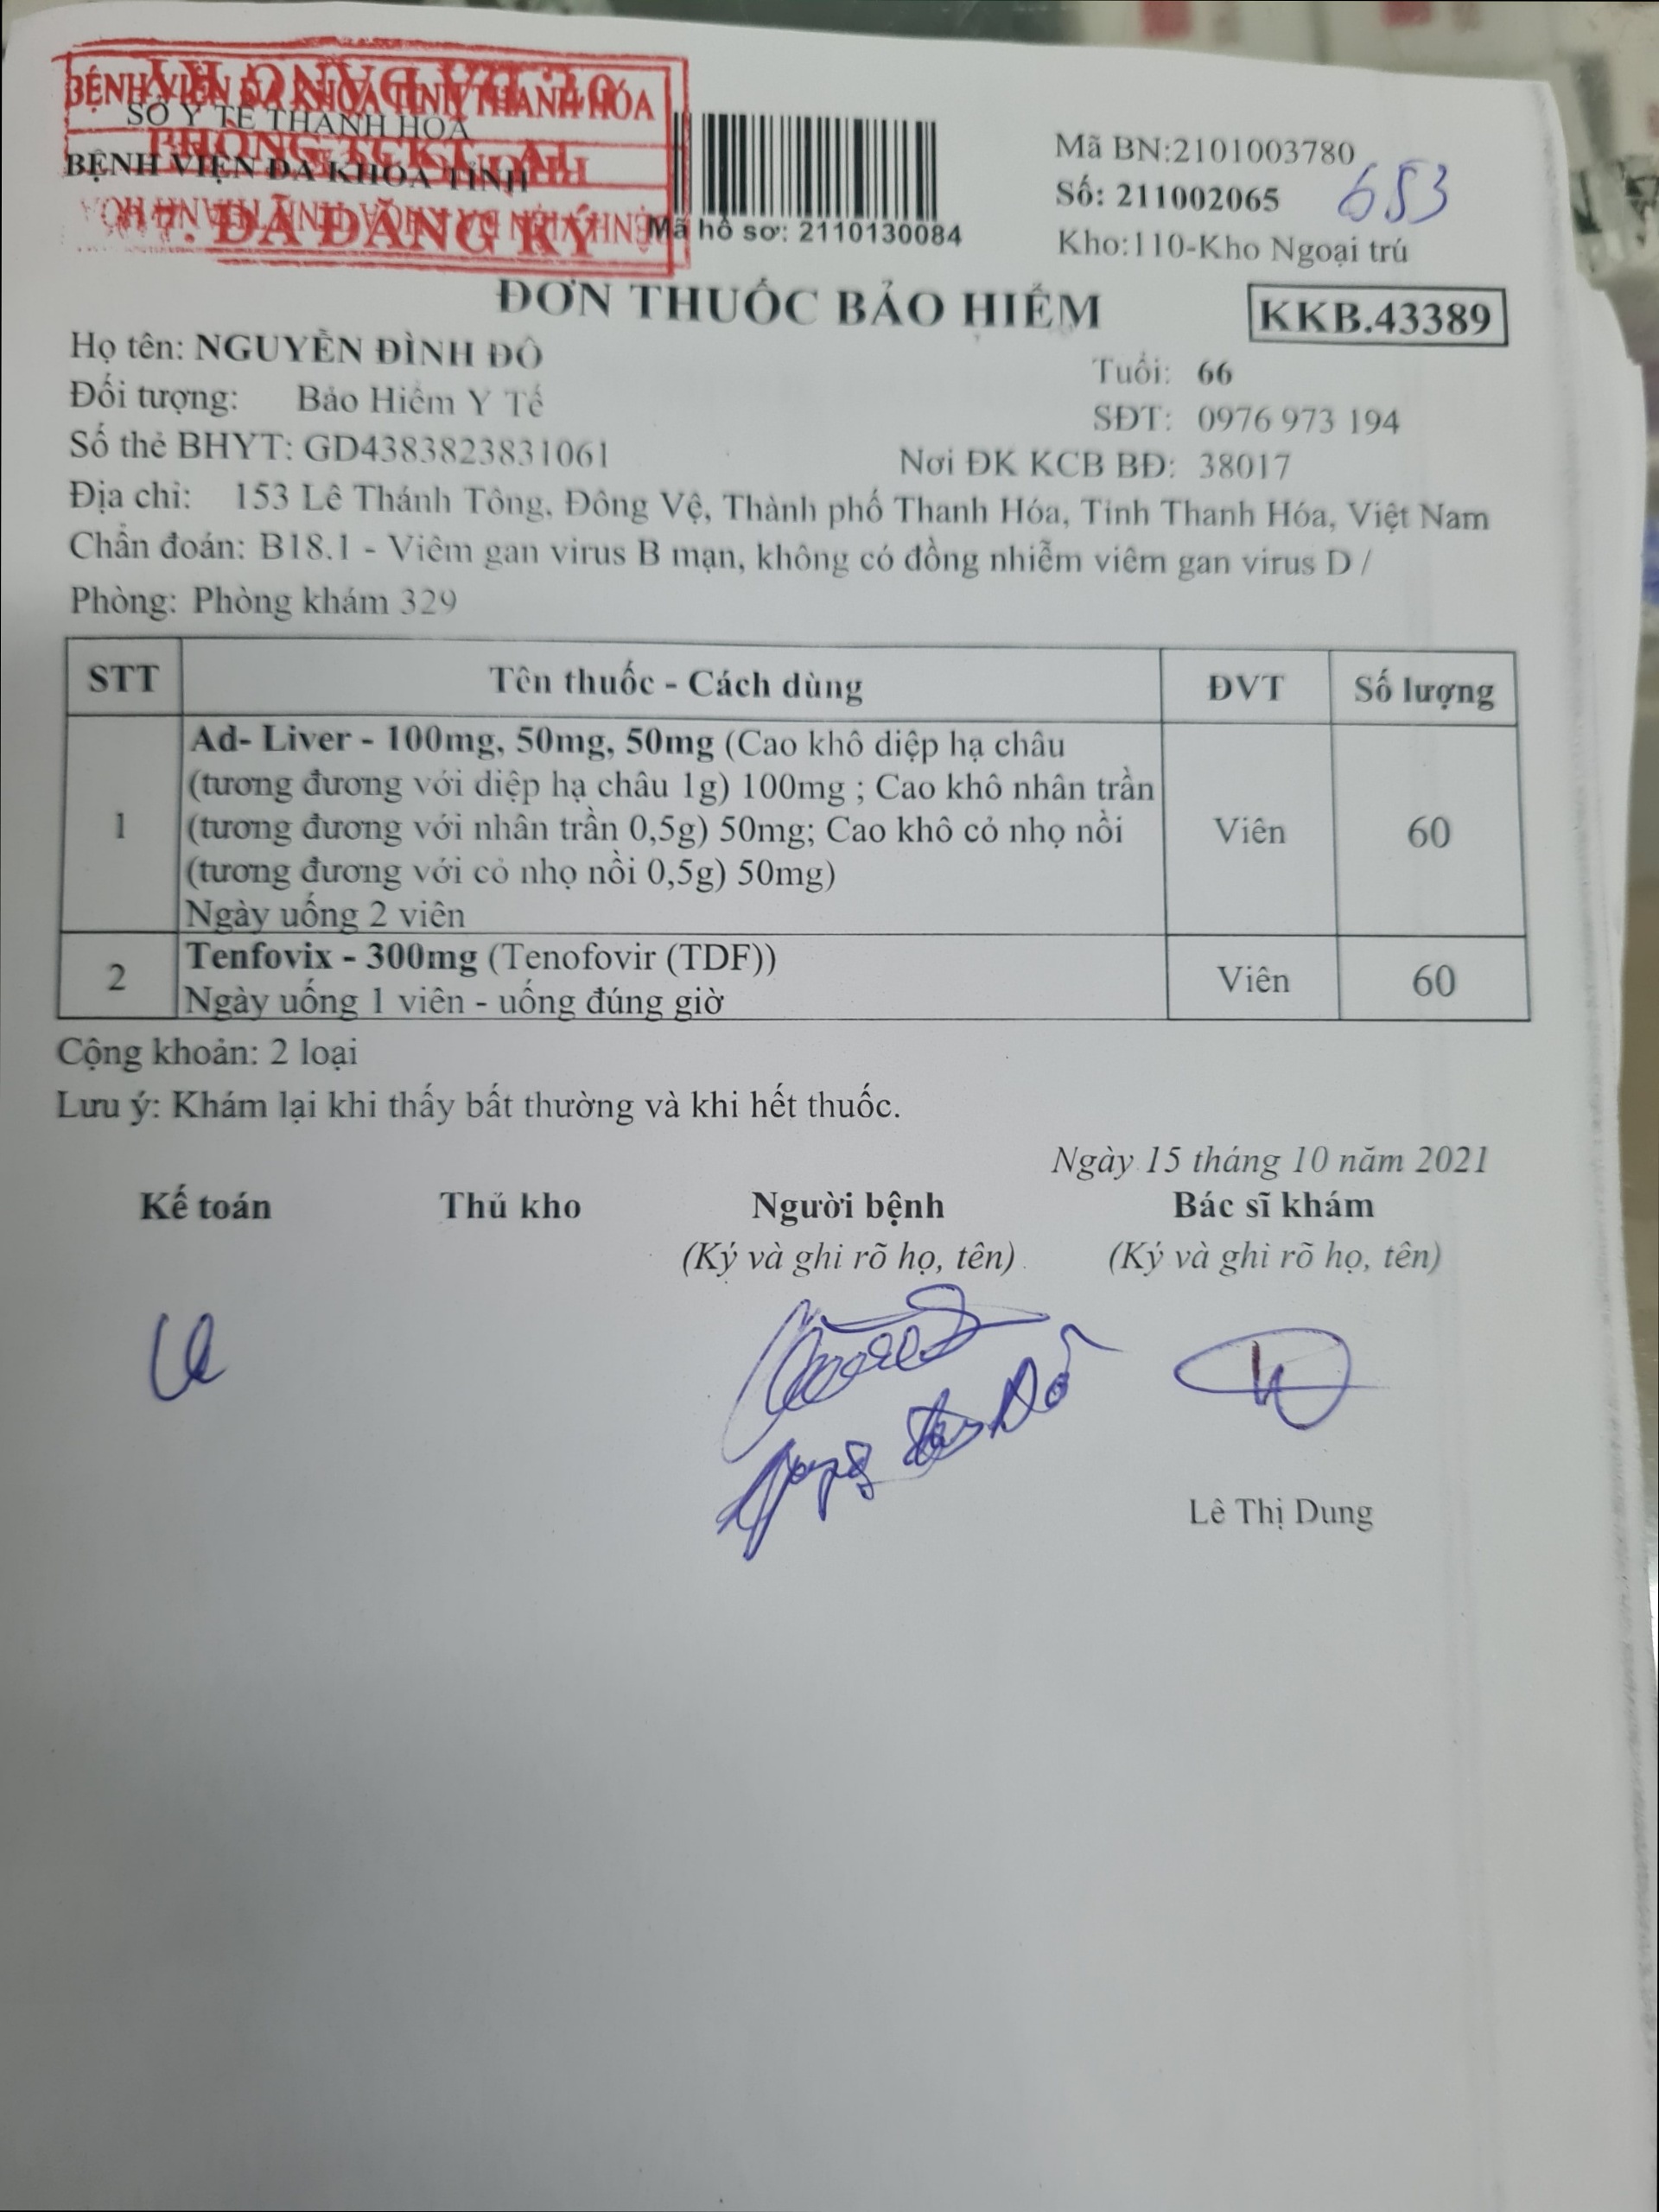 BỆNH VIỆN ĐA KHOA TỈNH THANH HÓA
SỞ Y TẾ THANH HÓA
PHÒNG TCKT
BỆNH VIỆN ĐA KHOA TỈNH
ĐÃ ĐĂNG KÝ
Mã hồ sơ: 2110130084
Mã BN:2101003780
Số: 211002065
653
Kho:110-Kho Ngoại trú
ĐƠN THUỐC BẢO HIỂM
KKB.43389
Họ tên: NGUYỄN ĐÌNH ĐÔ
Tuổi: 66
Đối tượng: Bảo Hiểm Y Tế
SĐT: 0976 973 194
Số thẻ BHYT: GD4383823831061
Nơi ĐK KCB BĐ: 38017
Địa chỉ: 153 Lê Thánh Tông, Đông Vệ, Thành phố Thanh Hóa, Tỉnh Thanh Hóa, Việt Nam
Chẩn đoán: B18.1 - Viêm gan virus B mạn, không có đồng nhiễm viêm gan virus D /
Phòng: Phòng khám 329
STT Tên thuốc - Cách dùng ĐVT Số lượng
Ad- Liver - 100mg, 50mg, 50mg (Cao khô diệp hạ châu
(tương đương với diệp hạ châu 1g) 100mg ; Cao khô nhân trần
1 (tương đương với nhân trần 0,5g) 50mg; Cao khô cỏ nhọ nồi Viên 60
(tương đương với cỏ nhọ nồi 0,5g) 50mg)
Ngày uống 2 viên
2 Tenfovix - 300mg (Tenofovir (TDF)) Viên 60
Ngày uống 1 viên - uống đúng giờ
Cộng khoản: 2 loại
Lưu ý: Khám lại khi thấy bất thường và khi hết thuốc.
Ngày 15 tháng 10 năm 2021
Kế toán Thủ kho Người bệnh Bác sĩ khám
(Ký và ghi rõ họ, tên) (Ký và ghi rõ họ, tên)
Lê Thị Dung